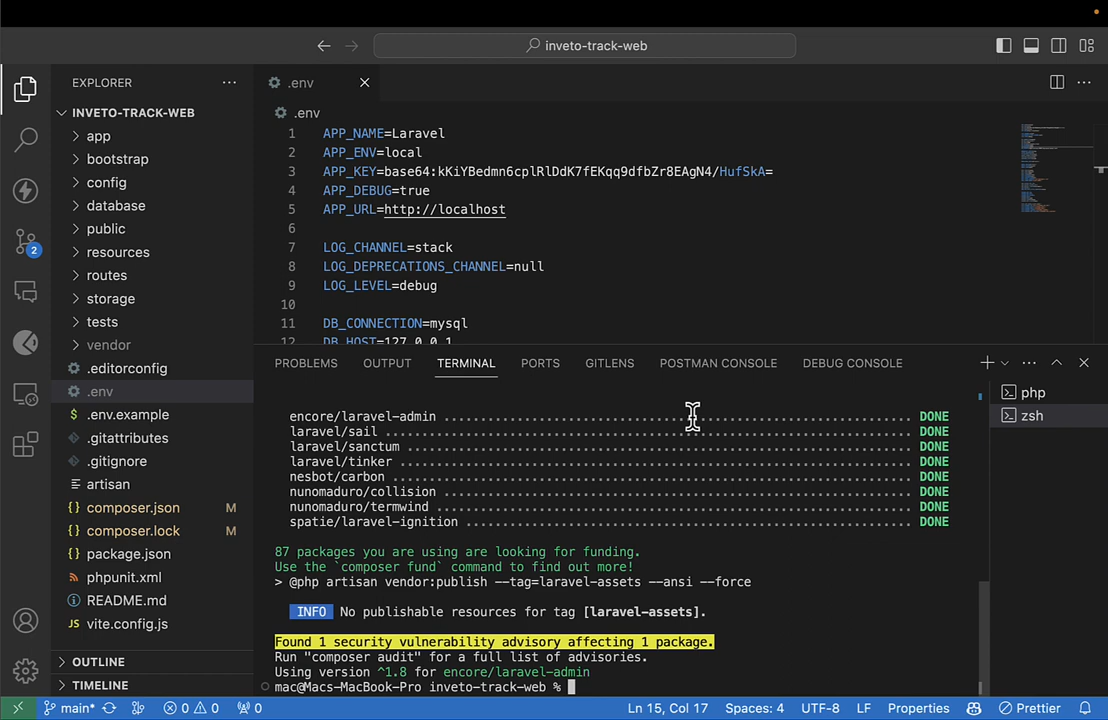 inveto-track-web
EXPLORER
.env
INVETO-TRACK-WEB
app
bootstrap
config
database
public
resources
routes
storage
tests
vendor
.editorconfig
.env
$ .env.example
.gitattributes
.gitignore
artisan
{} composer.json M
{} composer.lock M
{} package.json
phpunit.xml
README.md
JS vite.config.js
OUTLINE
TIMELINE
2
.env
1 APP_NAME=Laravel
2 APP_ENV=local
3 APP_KEY=base64:kKiYBedmn6cplRlDdK7fEKqq9dfbZr8EAgN4/HufSkA=
4 APP_DEBUG=true
5 APP_URL=http://localhost
6
7 LOG_CHANNEL=stack
8 LOG_DEPRECATIONS_CHANNEL=null
9 LOG_LEVEL=debug
10
11 DB_CONNECTION=mysql
12 DB_HOST=127.0.0.1
PROBLEMS OUTPUT TERMINAL PORTS GITLENS POSTMAN CONSOLE DEBUG CONSOLE
php
zsh
encore/laravel-admin ........................................................ DONE
laravel/sail ................................................................ DONE
laravel/sanctum ............................................................. DONE
laravel/tinker .............................................................. DONE
nesbot/carbon ............................................................... DONE
nunomaduro/collision ........................................................ DONE
nunomaduro/termwind ......................................................... DONE
spatie/laravel-ignition ..................................................... DONE
87 packages you are using are looking for funding.
Use the `composer fund` command to find out more!
> @php artisan vendor:publish --tag=laravel-assets --ansi --force
INFO No publishable resources for tag [laravel-assets].
Found 1 security vulnerability advisory affecting 1 package.
Run "composer audit" for a full list of advisories.
Using version ^1.8 for encore/laravel-admin
mac@Macs-MacBook-Pro inveto-track-web %
main* 0 0 0 Ln 15, Col 17 Spaces: 4 UTF-8 LF Properties Prettier